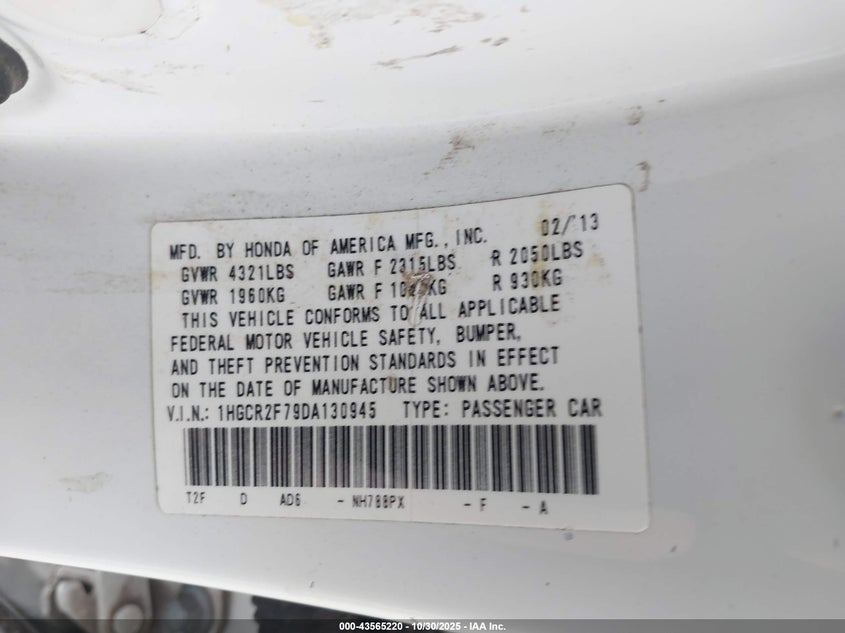 MFD. BY HONDA OF AMERICA MFG., INC. 02/'13
GVWR 4321LBS GAWR F 2315LBS R 2050LBS
GVWR 1960KG GAWR F R 930KG
THIS VEHICLE CONFORMS TO ALL APPLICABLE
FEDERAL MOTOR VEHICLE SAFETY, BUMPER,
AND THEFT PREVENTION STANDARDS IN EFFECT
ON THE DATE OF MANUFACTURE SHOWN ABOVE.
V.I.N.: 1HGCR2F79DA130945 TYPE: PASSENGER CAR
T2F D AD6 - NH788PX - F - A
000-43565220 - 10/30/2025 - IAA Inc.